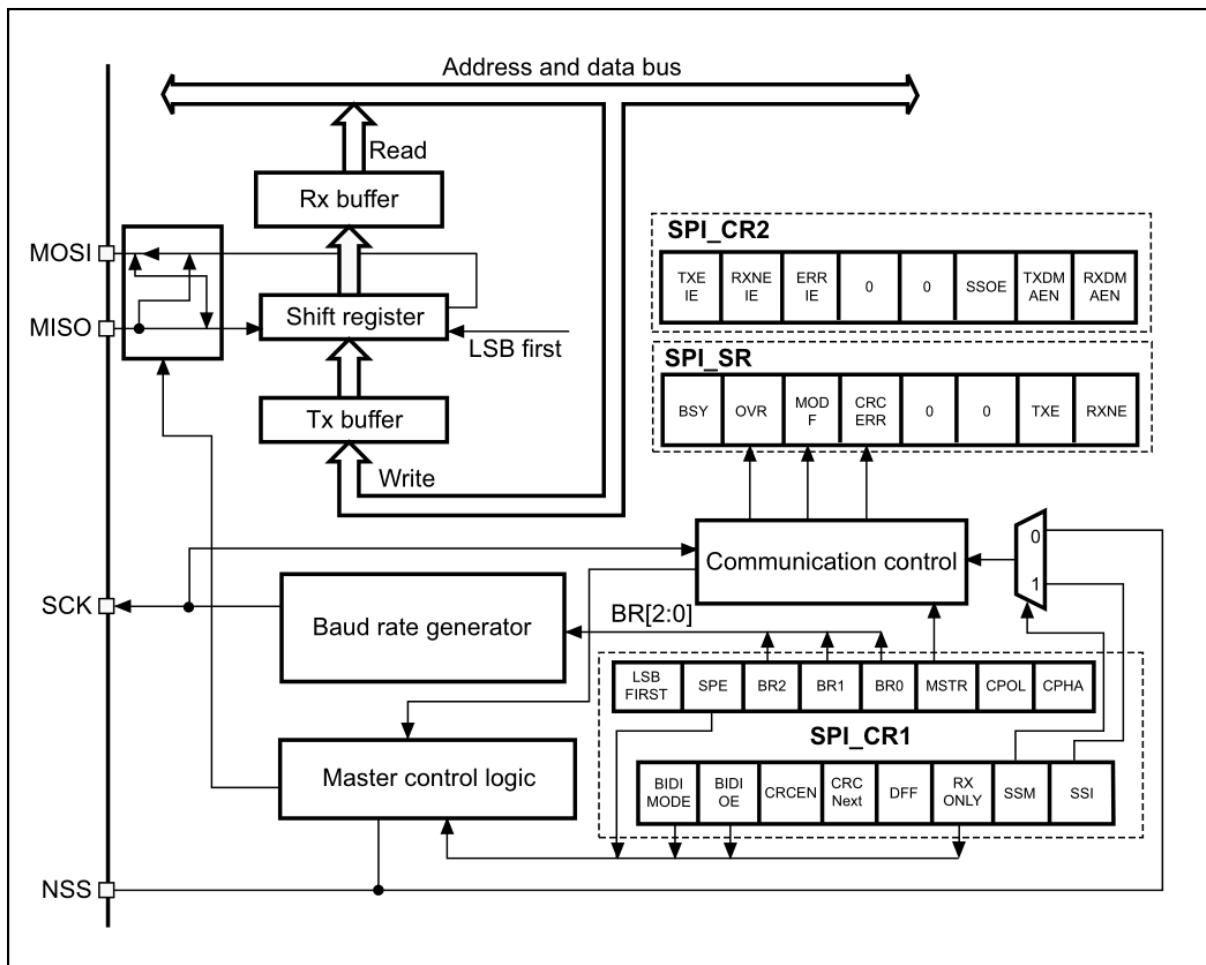 Address and data bus
Read
Rx buffer
MOSI
MISO
Shift register
LSB first
Tx buffer
Write
SPI_CR2
TXE
IE
RXNE
IE
ERR
IE
0
0
SSOE
TXDM
AEN
RXDM
AEN
SPI_SR
BSY
OVR
MOD
F
CRC
ERR
0
0
TXE
RXNE
Communication control
0
1
SCK
Baud rate generator
BR[2:0]
LSB
FIRST
SPE
BR2
BR1
BR0
MSTR
CPOL
CPHA
SPI_CR1
Master control logic
BIDI
MODE
BIDI
OE
CRCEN
CRC
Next
DFF
RX
ONLY
SSM
SSI
NSS